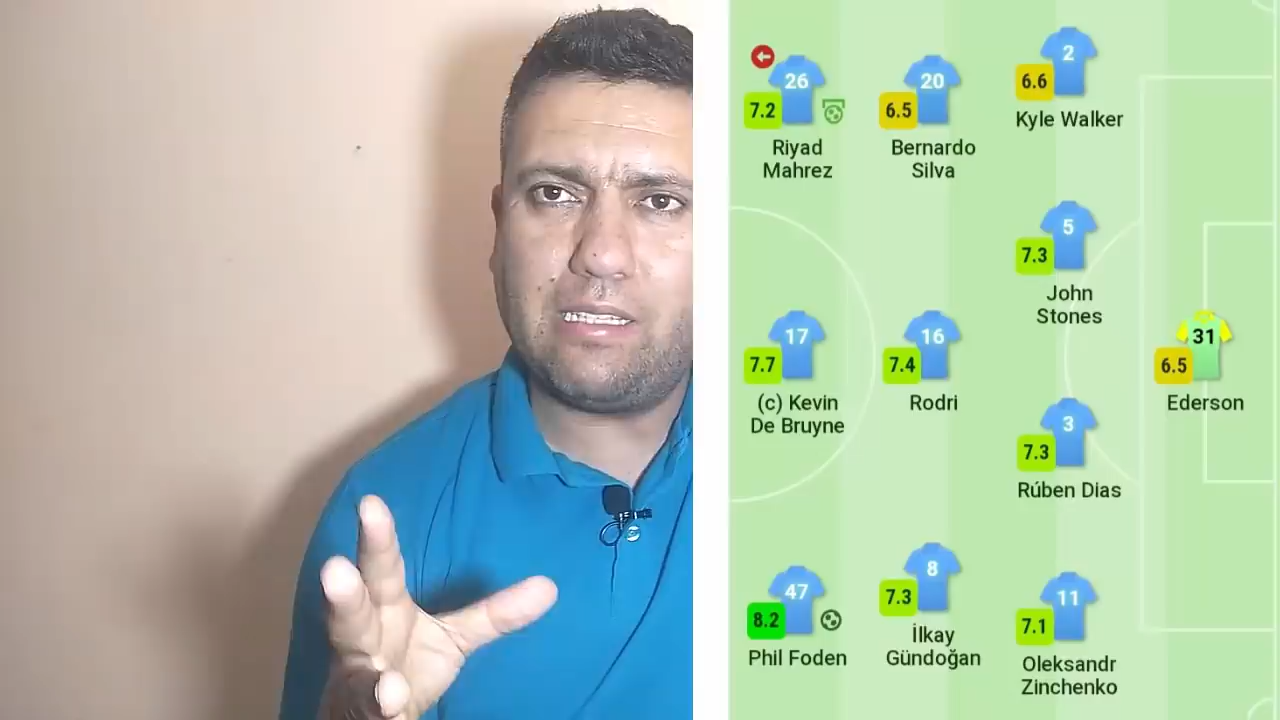 26
7.2
Riyad
Mahrez
20
6.5
Bernardo
Silva
2
6.6
Kyle Walker
5
7.3
John
Stones
17
7.7
(c) Kevin
De Bruyne
16
7.4
Rodri
31
6.5
Ederson
3
7.3
Rúben Dias
47
8.2
Phil Foden
8
7.3
İlkay
Gündoğan
11
7.1
Oleksandr
Zinchenko